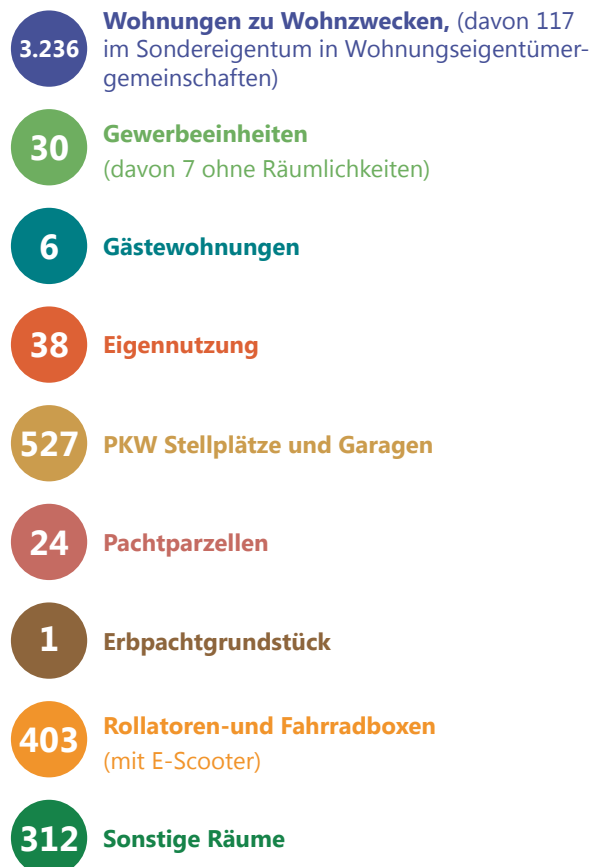 3.236
Wohnungen zu Wohnzwecken, (davon 117
im Sondereigentum in Wohnungseigentümer-
gemeinschaften)
30
Gewerbeeinheiten
(davon 7 ohne Räumlichkeiten)
6
Gästewohnungen
38
Eigennutzung
527
PKW Stellplätze und Garagen
24
Pachtparzellen
1
Erbpachtgrundstück
403
Rollatoren-und Fahrradboxen
(mit E-Scooter)
312
Sonstige Räume